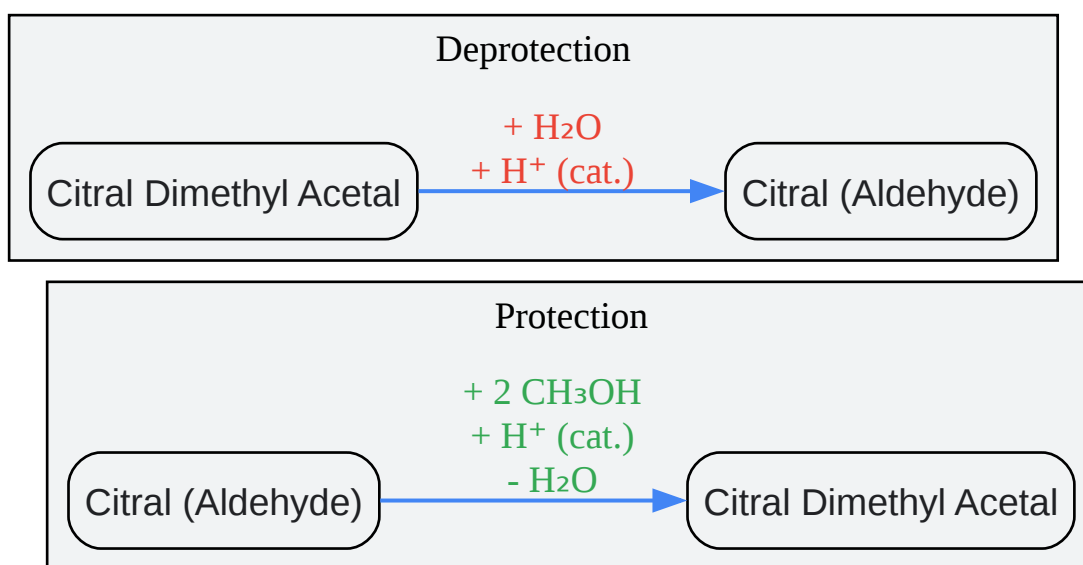 Deprotection
+ H₂O
+ H⁺ (cat.)
Citral Dimethyl Acetal
Citral (Aldehyde)
Protection
+ 2 CH₃OH
+ H⁺ (cat.)
- H₂O
Citral (Aldehyde)
Citral Dimethyl Acetal